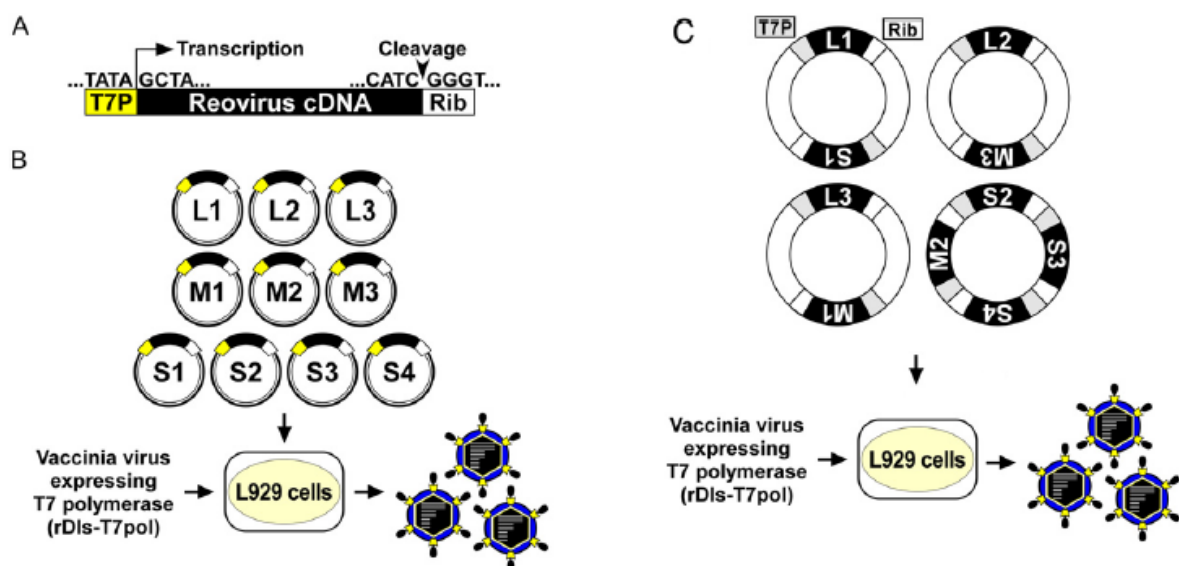 A
Transcription Cleavage
...TATA GCTA... ...CATC GGGT...
T7P Reovirus cDNA Rib
B
L1 L2 L3
M1 M2 M3
S1 S2 S3 S4
Vaccinia virus
expressing
T7 polymerase
(rDIs-T7pol)
L929 cells
C
T7P L1 Rib L2
S1 M3
L3 S2
M2 S3
M1 S4
Vaccinia virus
expressing
T7 polymerase
(rDIs-T7pol)
L929 cells